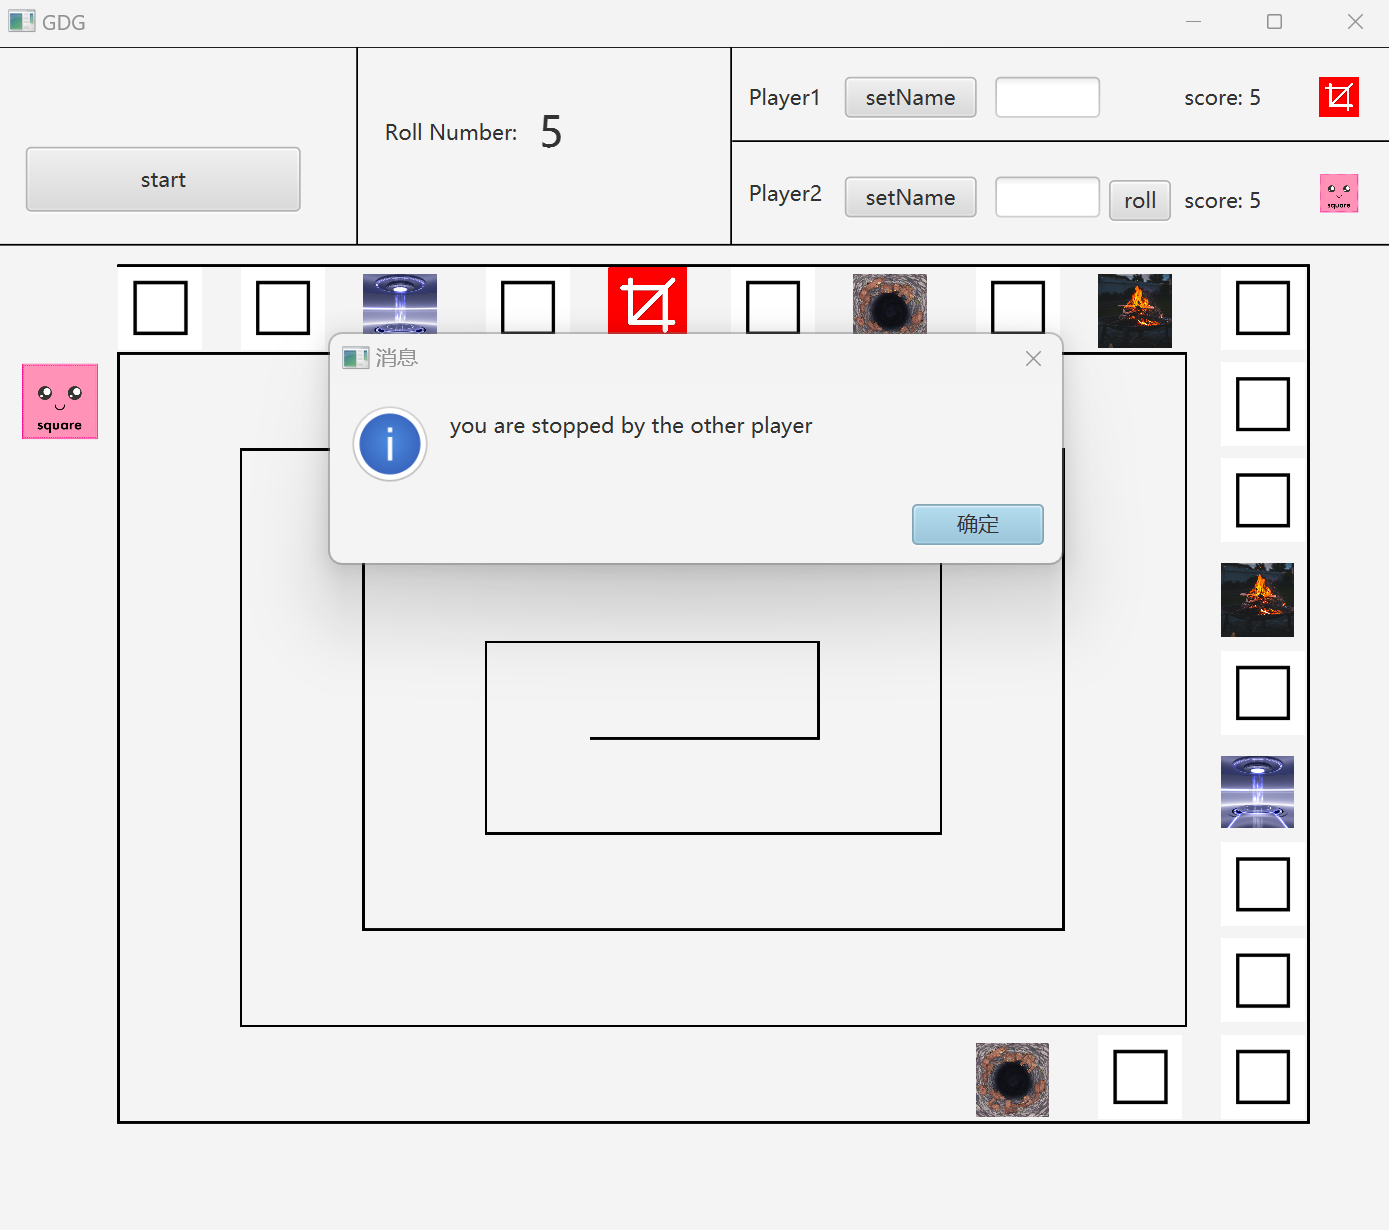 GDG
start
Roll Number: 5
Player1 setName score: 5
Player2 setName roll score: 5
square
消息
you are stopped by the other player
确定
square